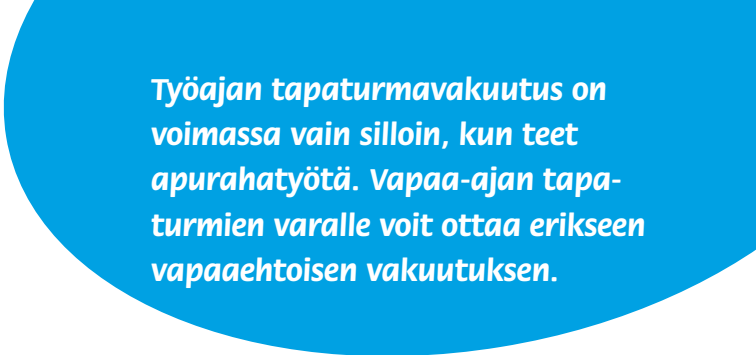 Työajan tapaturmavakuutus on
voimassa vain silloin, kun teet
apurahatyötä. Vapaa-ajan tapa-
turmien varalle voit ottaa erikseen
vapaaehtoisen vakuutuksen.